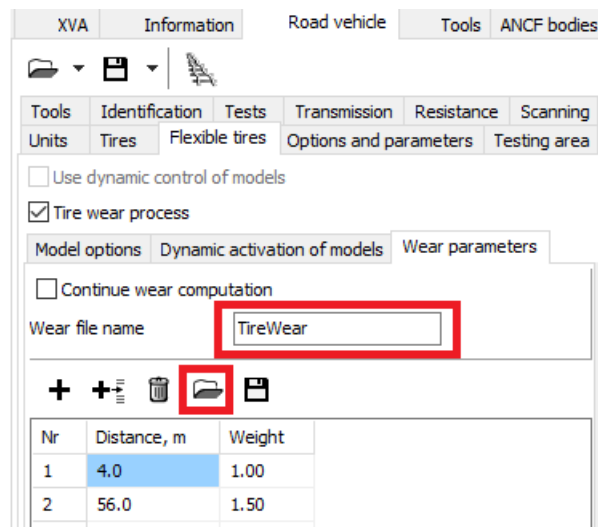 XVA Information Road vehicle Tools ANCF bodies
Tools Identification Tests Transmission Resistance Scanning
Units Tires Flexible tires Options and parameters Testing area
Use dynamic control of models
Tire wear process
Model options Dynamic activation of models Wear parameters
Continue wear computation
Wear file name TireWear
Nr Distance, m Weight
1 4.0 1.00
2 56.0 1.50